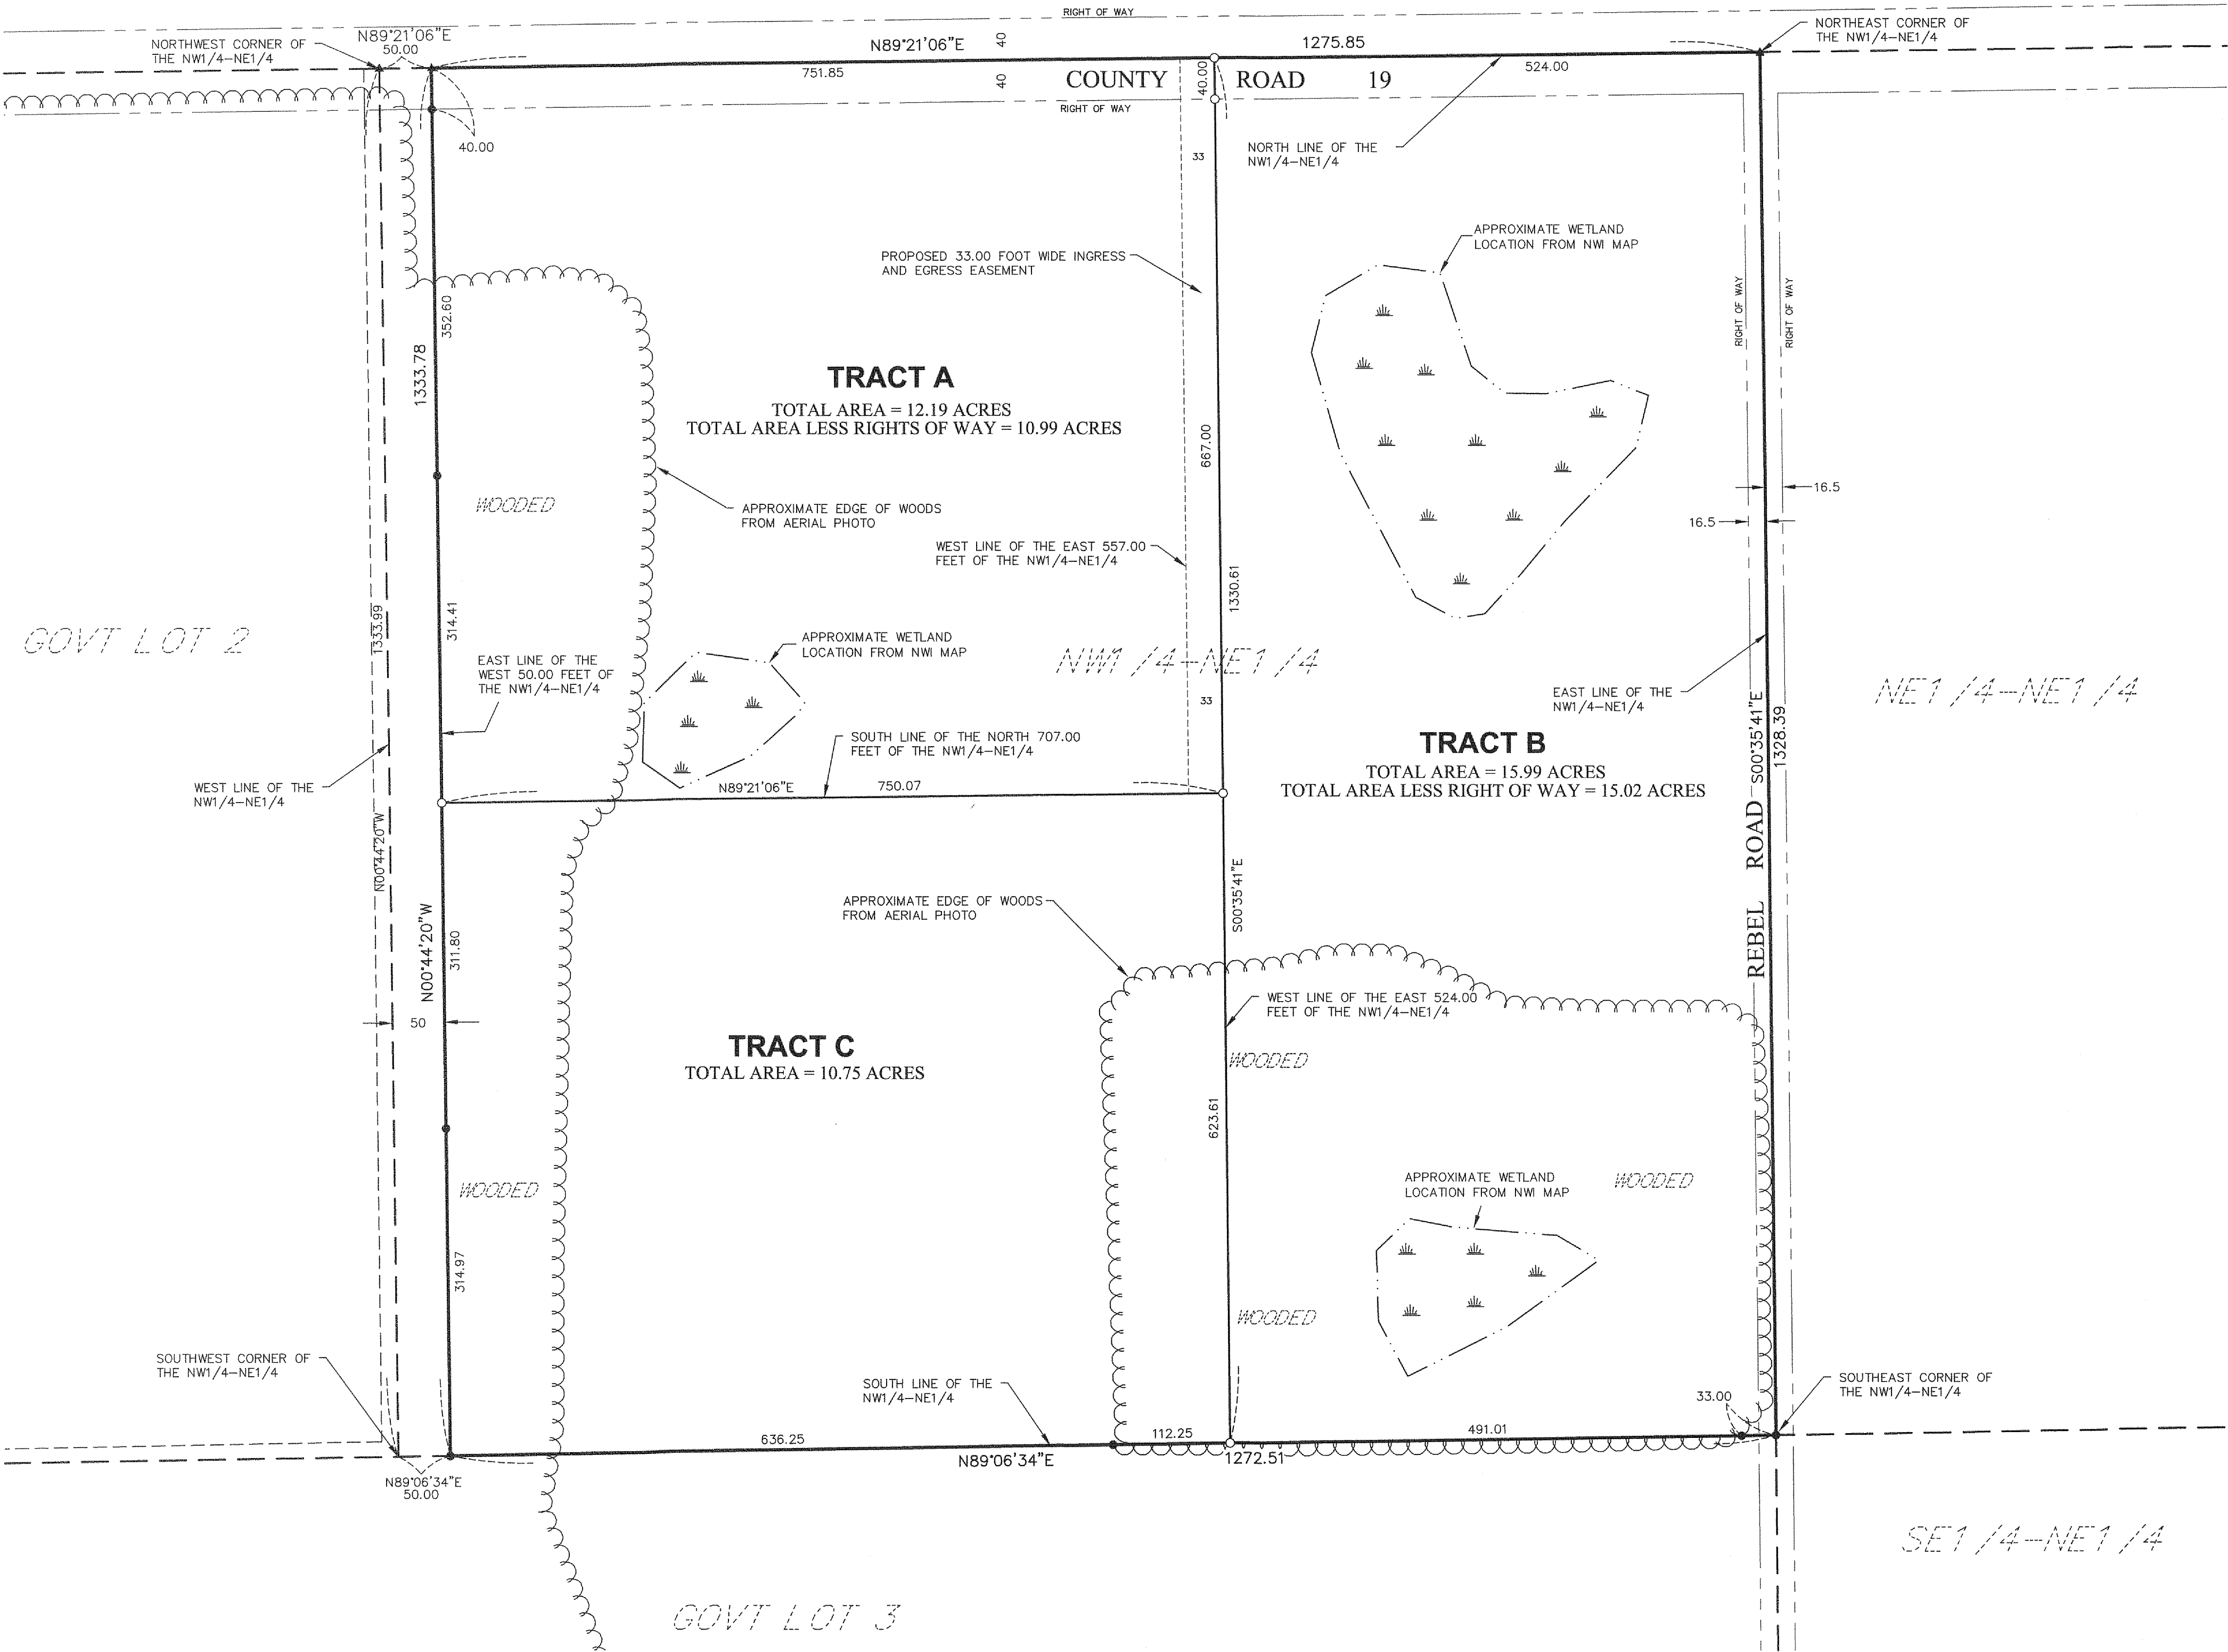 RIGHT OF WAY
NORTHWEST CORNER OF
THE NW1/4-NE1/4
N89°21'06"E
50.00
N89°21'06"E
40
1275.85
NORTHEAST CORNER OF
THE NW1/4-NE1/4
751.85
40
COUNTY ROAD 19
40.00
524.00
RIGHT OF WAY
40.00
33
NORTH LINE OF THE
NW1/4-NE1/4
APPROXIMATE WETLAND
LOCATION FROM NWI MAP
PROPOSED 33.00 FOOT WIDE INGRESS
AND EGRESS EASEMENT
RIGHT OF WAY
RIGHT OF WAY
352.60
1333.78
TRACT A
TOTAL AREA = 12.19 ACRES
TOTAL AREA LESS RIGHTS OF WAY = 10.99 ACRES
667.00
WOODED
APPROXIMATE EDGE OF WOODS
FROM AERIAL PHOTO
16.5
16.5
WEST LINE OF THE EAST 557.00
FEET OF THE NW1/4-NE1/4
1330.61
1333.99
314.41
GOVT LOT 2
EAST LINE OF THE
WEST 50.00 FEET OF
THE NW1/4-NE1/4
APPROXIMATE WETLAND
LOCATION FROM NWI MAP
NW1/4-NE1/4
33
EAST LINE OF THE
NW1/4-NE1/4
S00°35'41"E
1328.39
NE1/4-NE1/4
SOUTH LINE OF THE NORTH 707.00
FEET OF THE NW1/4-NE1/4
TRACT B
TOTAL AREA = 15.99 ACRES
TOTAL AREA LESS RIGHT OF WAY = 15.02 ACRES
WEST LINE OF THE
NW1/4-NE1/4
N89°21'06"E
750.07
N00°44'20"W
REBEL ROAD
S00°35'41"E
APPROXIMATE EDGE OF WOODS
FROM AERIAL PHOTO
N00°44'20"W
311.80
50
WEST LINE OF THE EAST 524.00
FEET OF THE NW1/4-NE1/4
TRACT C
TOTAL AREA = 10.75 ACRES
WOODED
623.61
WOODED
APPROXIMATE WETLAND
LOCATION FROM NWI MAP
WOODED
314.97
WOODED
SOUTHWEST CORNER OF
THE NW1/4-NE1/4
SOUTH LINE OF THE
NW1/4-NE1/4
33.00
SOUTHEAST CORNER OF
THE NW1/4-NE1/4
636.25
112.25
491.01
N89°06'34"E
1272.51
N89°06'34"E
50.00
SE1/4-NE1/4
GOVT LOT 3